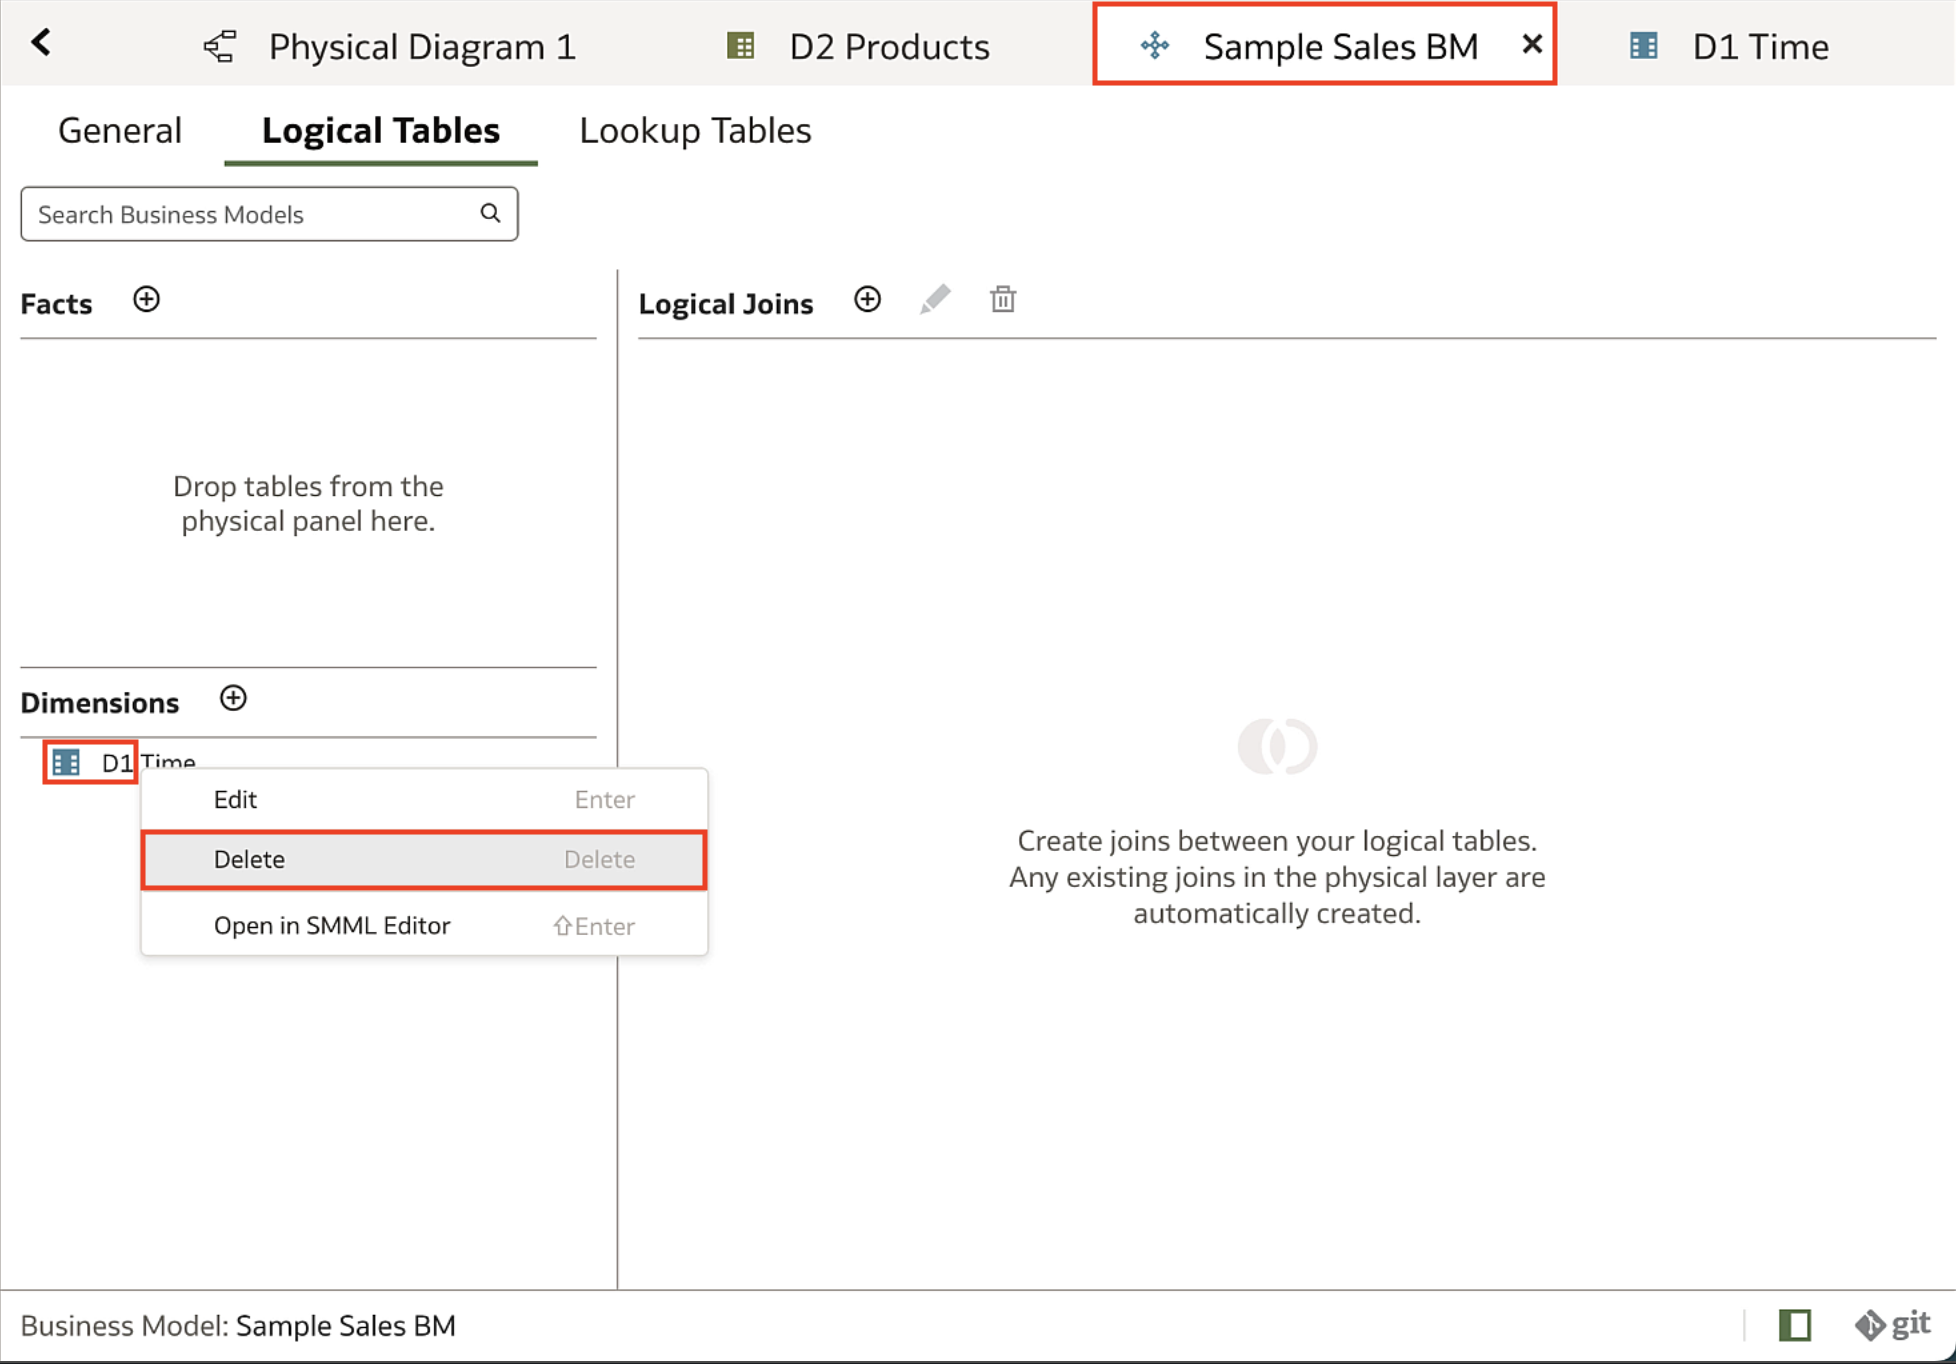 Physical Diagram 1 D2 Products Sample Sales BM D1 Time
General Logical Tables Lookup Tables
Search Business Models
Facts
Logical Joins
Drop tables from the
physical panel here.
Dimensions
D1 Time
Edit Enter
Delete Delete
Open in SMML Editor ⇧Enter
Create joins between your logical tables.
Any existing joins in the physical layer are
automatically created.
Business Model: Sample Sales BM
git